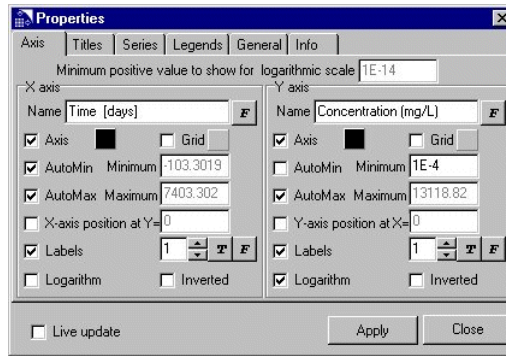 Properties
Axis Titles Series Legends General Info
Minimum positive value to show for logarithmic scale 1E-14
X axis Y axis
Name Time [days] F Name Concentration (mg/L) F
Axis Grid Axis Grid
AutoMin Minimum -103.3019 AutoMin Minimum 1E-4
AutoMax Maximum 7403.302 AutoMax Maximum 13118.82
X-axis position at Y= 0 Y-axis position at X= 0
Labels 1 T F Labels 1 T F
Logarithm Inverted Logarithm Inverted
Live update Apply Close